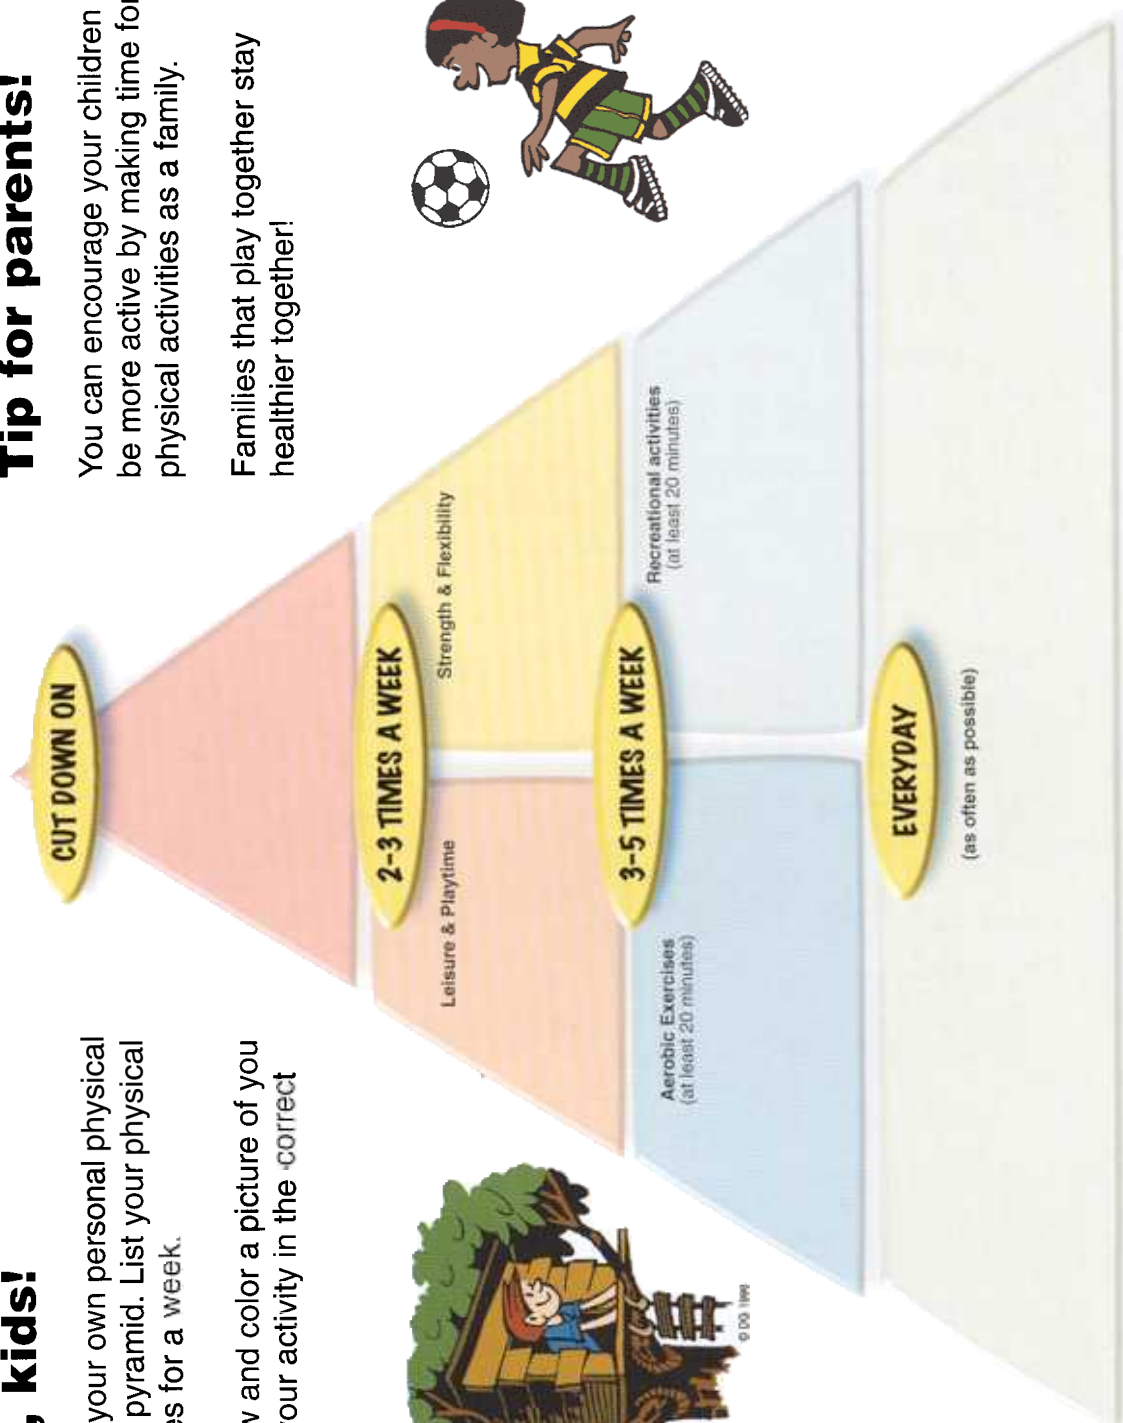 , kids!
your own personal physical
pyramid. List your physical
es for a week.
w and color a picture of you
our activity in the correct
Tip for parents!
You can encourage your children
be more active by making time for
physical activities as a family.
Families that play together stay
healthier together!
CUT DOWN ON
2-3 TIMES A WEEK
Leisure & Playtime
Strength & Flexibility
3-5 TIMES A WEEK
Aerobic Exercises
(at least 20 minutes)
Recreational activities
(at least 20 minutes)
EVERYDAY
(as often as possible)
© DG 1998